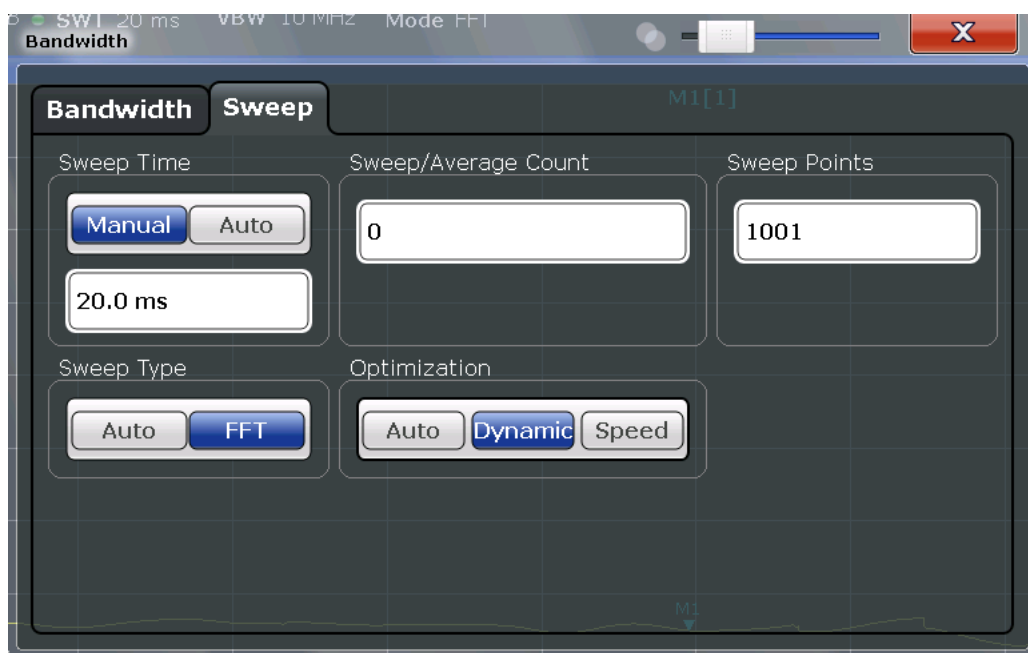 SWT 20 ms VBW 10 MHz Mode FFT
Bandwidth
X
M1[1]
Bandwidth Sweep
Sweep Time Sweep/Average Count Sweep Points
Manual Auto 0 1001
20.0 ms
Sweep Type Optimization
Auto FFT Auto Dynamic Speed
M1